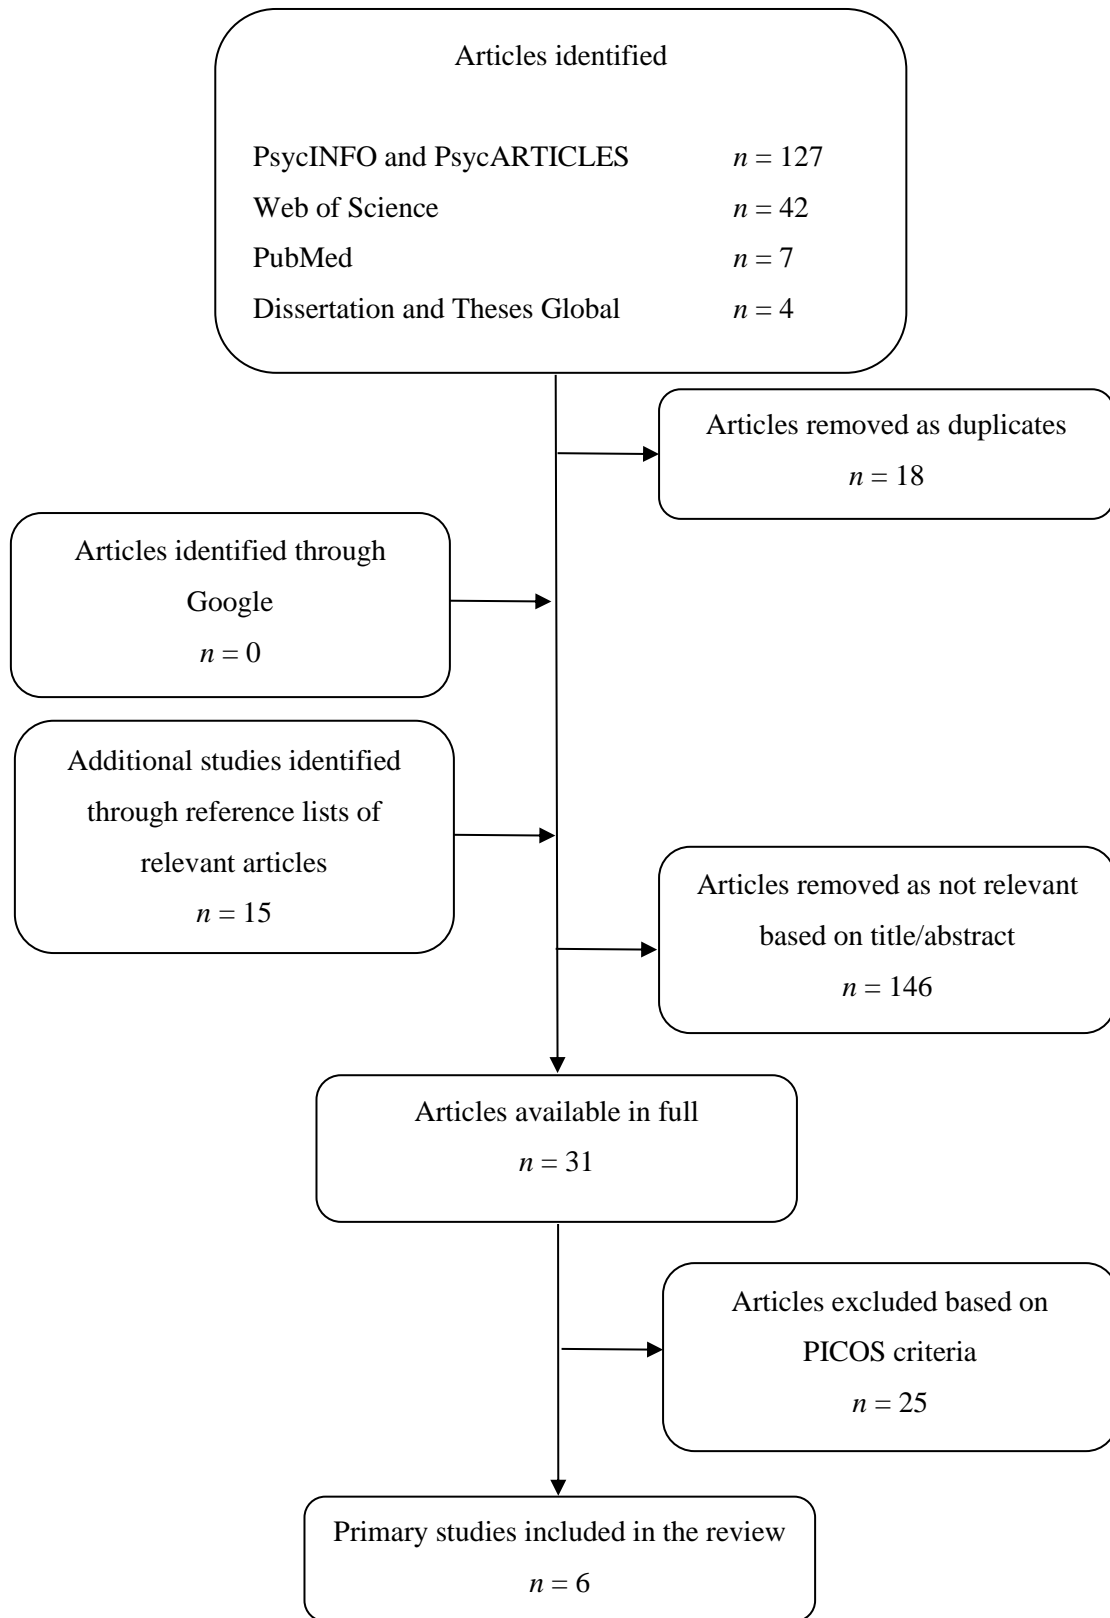 Articles identified
PsycINFO and PsycARTICLES n = 127
Web of Science n = 42
PubMed n = 7
Dissertation and Theses Global n = 4
Articles removed as duplicates
n = 18
Articles identified through
Google
n = 0
Additional studies identified
through reference lists of
relevant articles
n = 15
Articles removed as not relevant
based on title/abstract
n = 146
Articles available in full
n = 31
Articles excluded based on
PICOS criteria
n = 25
Primary studies included in the review
n = 6